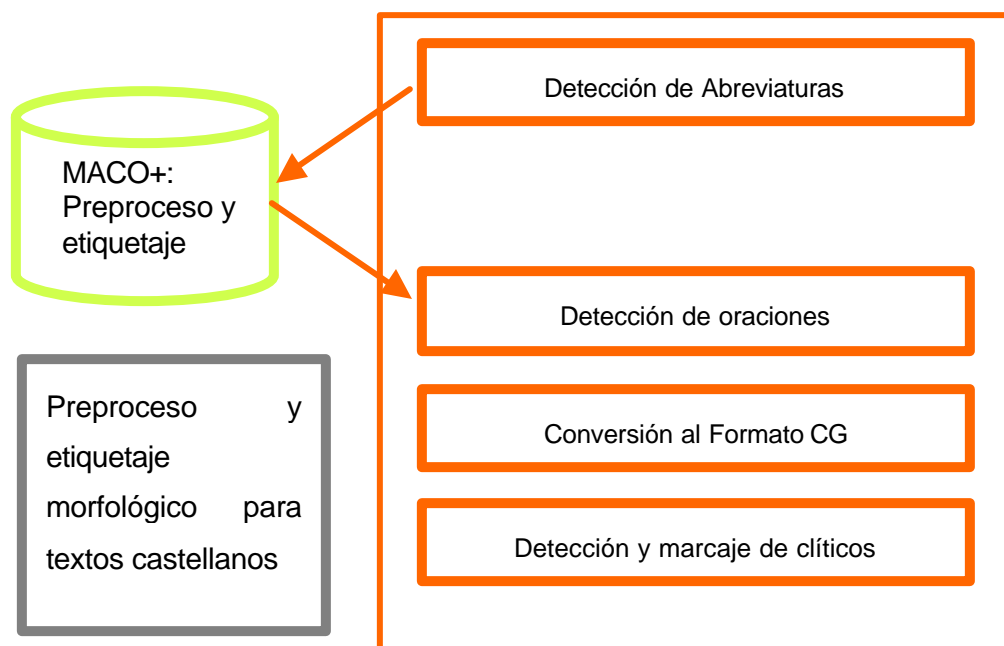 Detección de Abreviaturas
MACO+:
Preproceso y
etiquetaje
Detección de oraciones
Preproceso y
etiquetaje
morfológico para
textos castellanos
Conversión al Formato CG
Detección y marcaje de clíticos